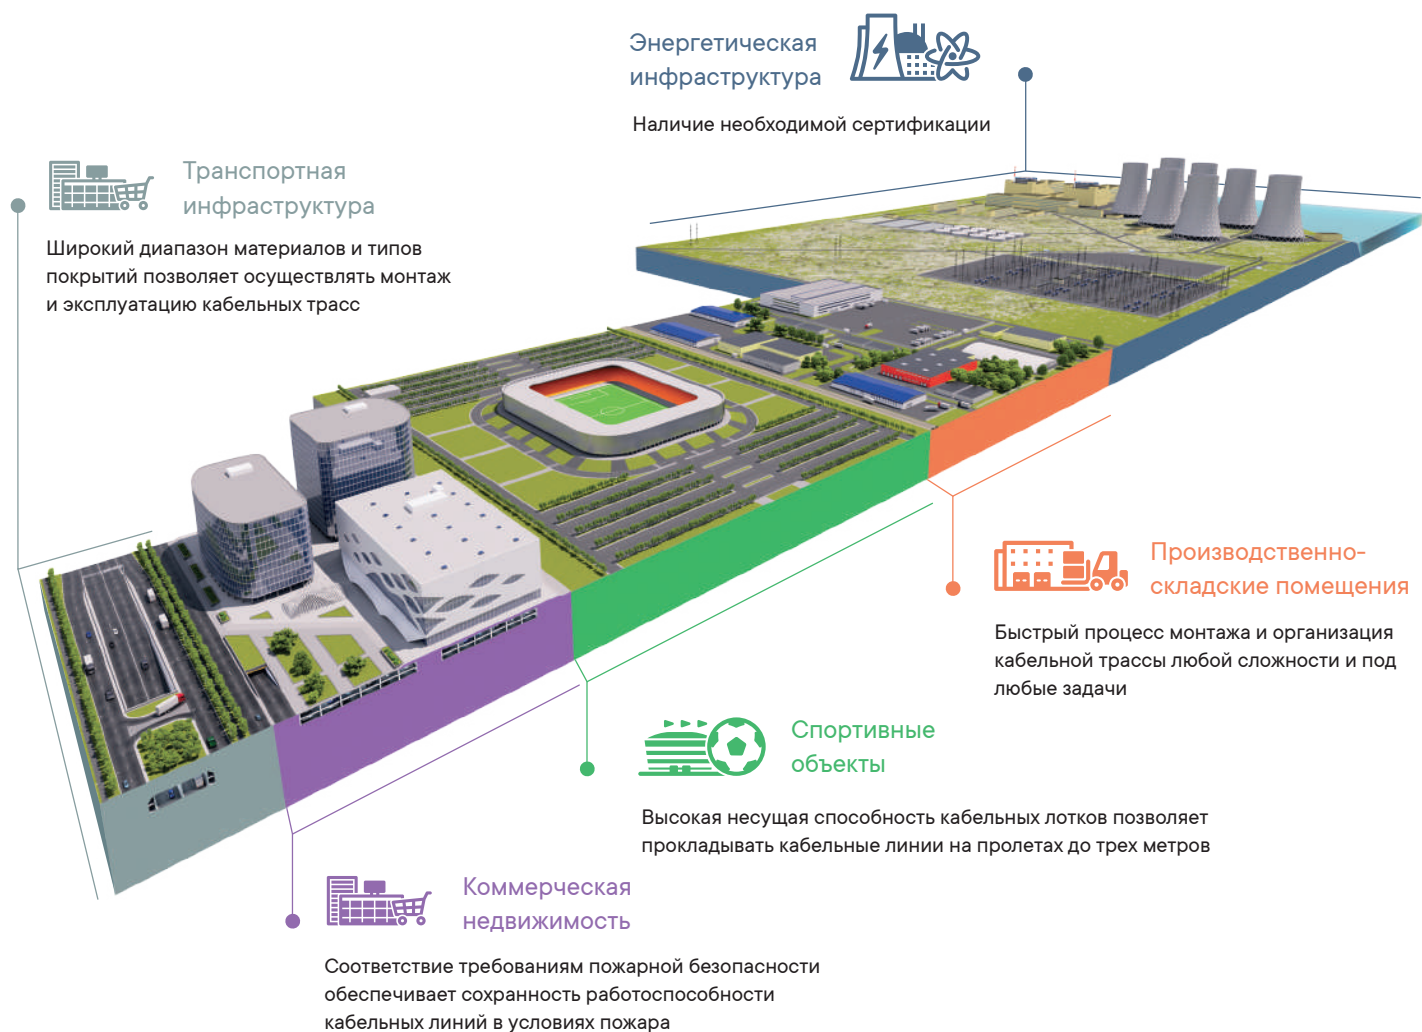 Энергетическая
инфраструктура
Наличие необходимой сертификации
Транспортная
инфраструктура
Широкий диапазон материалов и типов
покрытий позволяет осуществлять монтаж
и эксплуатацию кабельных трасс
Производственно-
складские помещения
Быстрый процесс монтажа и организация
кабельной трассы любой сложности и под
любые задачи
Спортивные
объекты
Высокая несущая способность кабельных лотков позволяет
прокладывать кабельные линии на пролетах до трех метров
Коммерческая
недвижимость
Соответствие требованиям пожарной безопасности
обеспечивает сохранность работоспособности
кабельных линий в условиях пожара